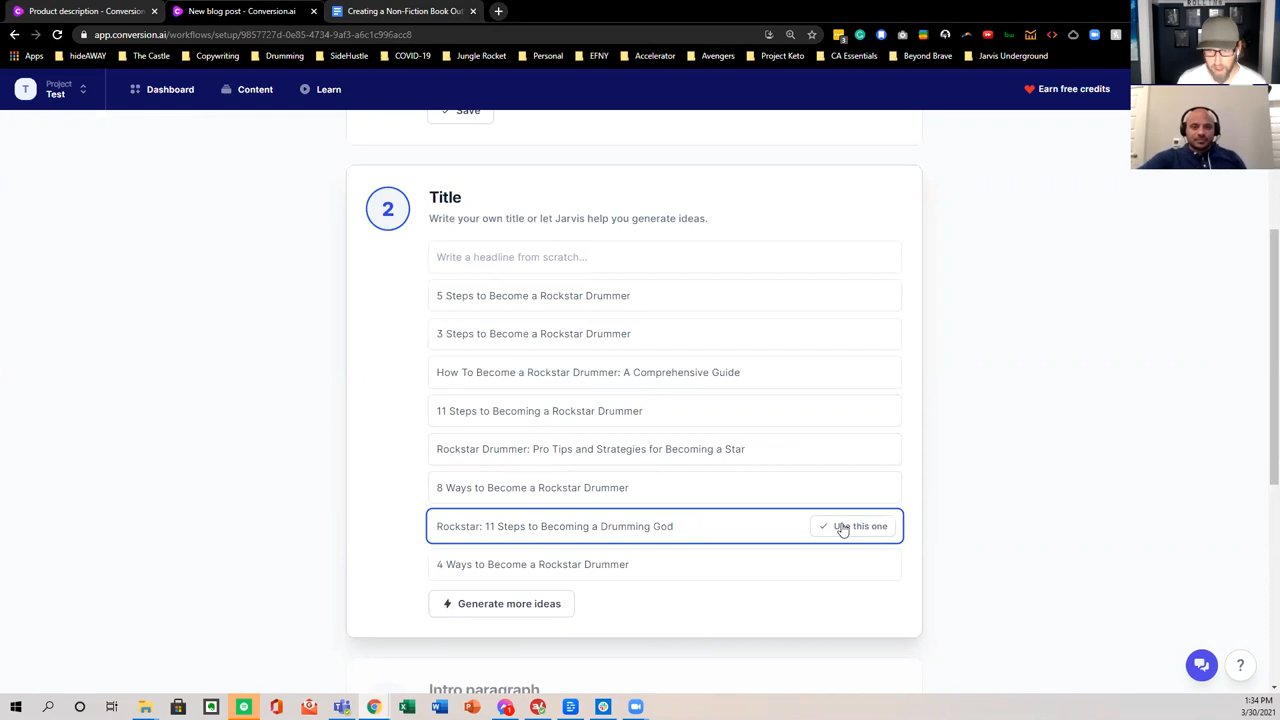 Product description - Conversion
New blog post - Conversion.ai
Creating a Non-Fiction Book Out
app.conversion.ai/workflows/setup/9857727d-0e85-4734-9af3-a6c1c996acc8
Apps
hideAWAY
The Castle
Copywriting
Drumming
SideHustle
COVID-19
Jungle Rocket
Personal
EFNY
Accelerator
Avengers
Project Keto
CA Essentials
Beyond Brave
Jarvis Underground
T
Project
Test
Dashboard
Content
Learn
Earn free credits
Save
2
Title
Write your own title or let Jarvis help you generate ideas.
Write a headline from scratch...
5 Steps to Become a Rockstar Drummer
3 Steps to Become a Rockstar Drummer
How To Become a Rockstar Drummer: A Comprehensive Guide
11 Steps to Becoming a Rockstar Drummer
Rockstar Drummer: Pro Tips and Strategies for Becoming a Star
8 Ways to Become a Rockstar Drummer
Rockstar: 11 Steps to Becoming a Drumming God
Use this one
4 Ways to Become a Rockstar Drummer
Generate more ideas
Intro paragraph
?
1:34 PM
3/30/2021